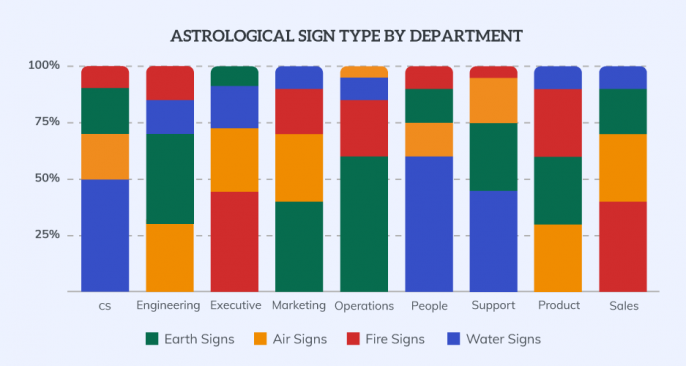 ASTROLOGICAL SIGN TYPE BY DEPARTMENT
100%
75%
50%
25%
CS Engineering Executive Marketing Operations People Support Product Sales
Earth Signs Air Signs Fire Signs Water Signs